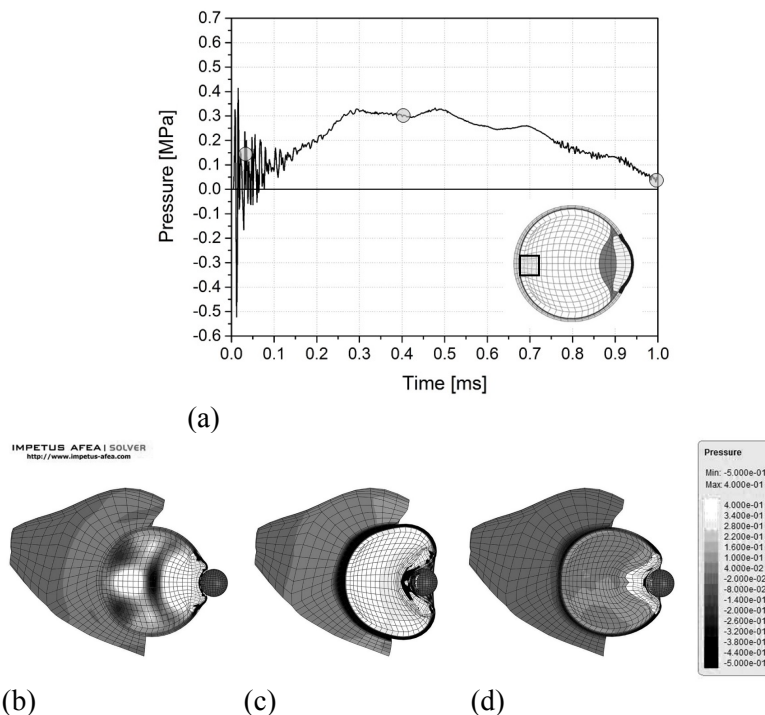 0.7
0.6
0.5
0.4
0.3
0.2
0.1
0.0
-0.1
-0.2
-0.3
-0.4
-0.5
-0.6
Pressure [MPa]
0.0 0.1 0.2 0.3 0.4 0.5 0.6 0.7 0.8 0.9 1.0
Time [ms]
(a)
IMPETUS AFEA | SOLVER
http://www.impetus-afea.com
Pressure
Min: -5.000e-01
Max: 4.000e-01
4.000e-01
3.400e-01
2.800e-01
2.200e-01
1.600e-01
1.000e-01
4.000e-02
-2.000e-02
-8.000e-02
-1.400e-01
-2.000e-01
-2.600e-01
-3.200e-01
-3.800e-01
-4.400e-01
-5.000e-01
(b) (c) (d)